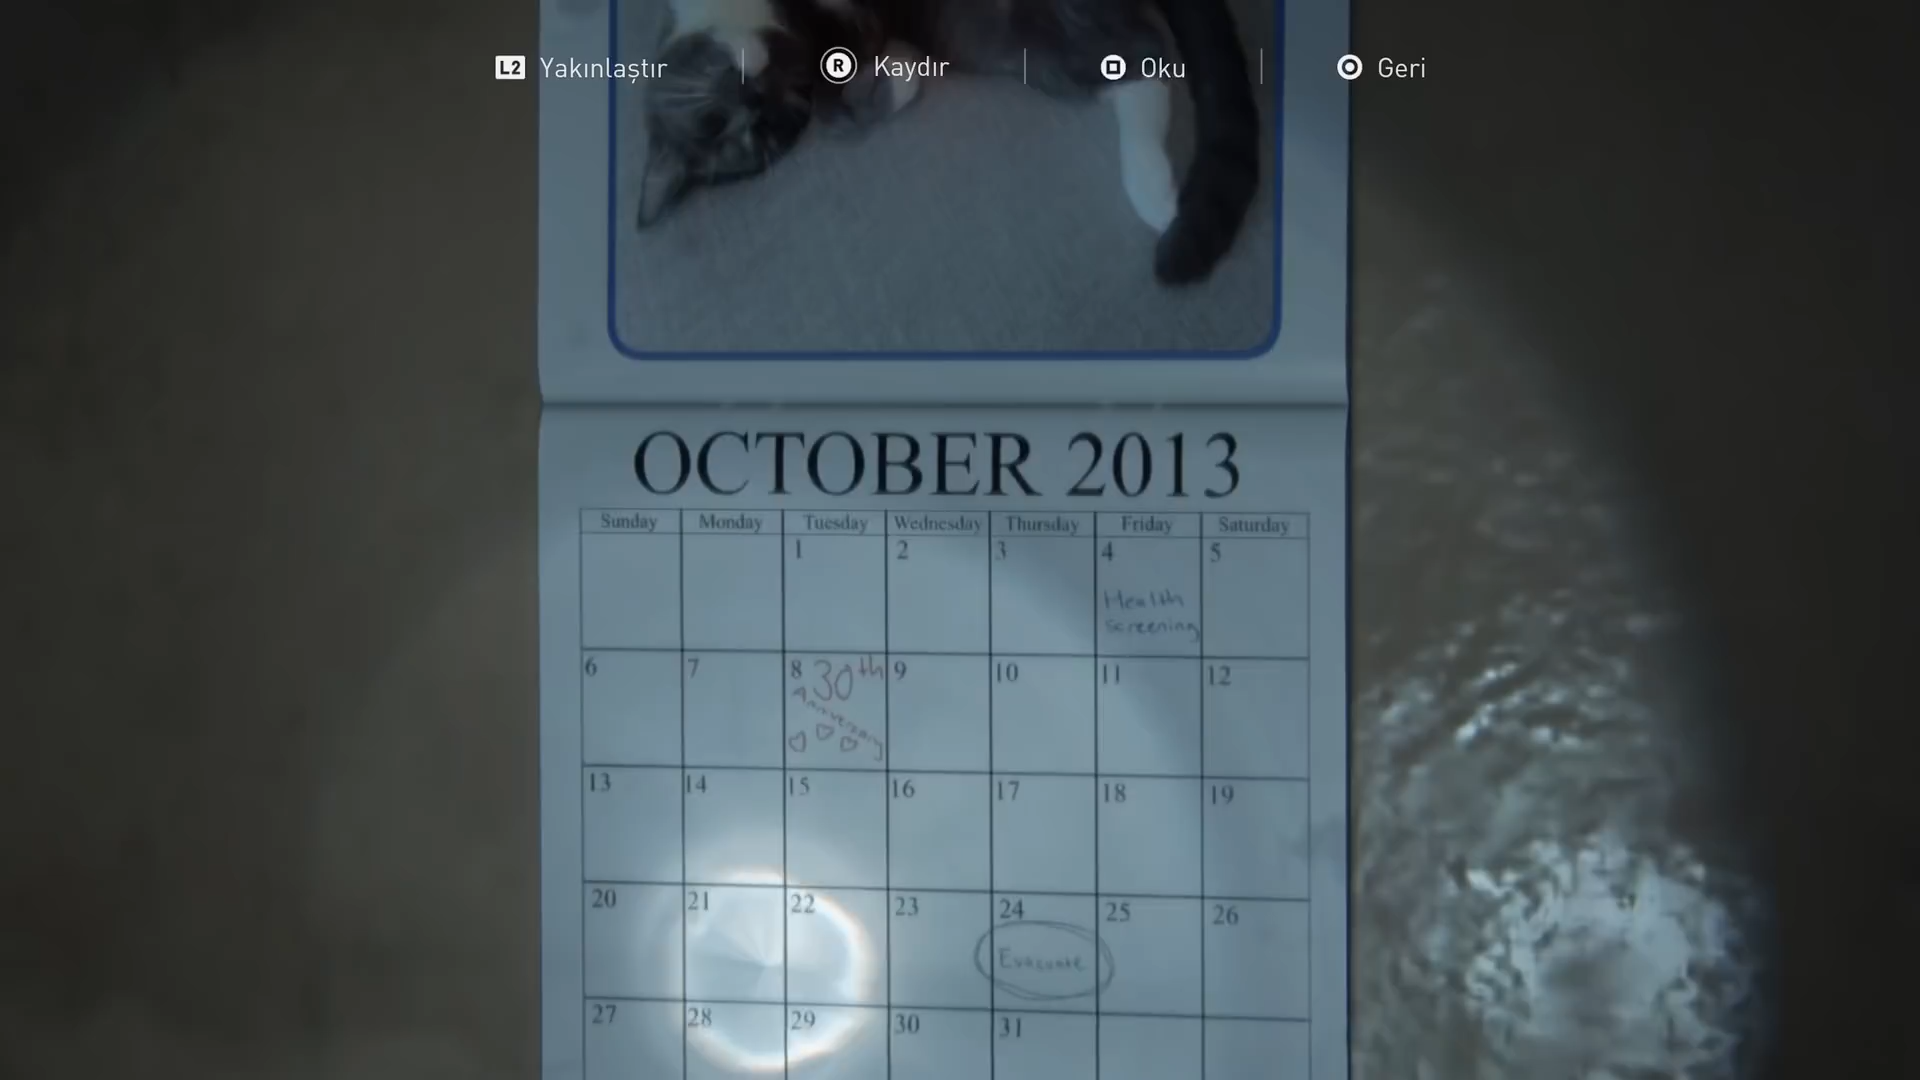 L2 Yakınlaştır R Kaydır Oku Geri
OCTOBER 2013
Sunday Monday Tuesday Wednesday Thursday Friday Saturday
1 2 3 4 5
Health
screening
6 7 8 9 10 11 12
30th
Anniversary
13 14 15 16 17 18 19
20 21 22 23 24 25 26
Evacuate
27 28 29 30 31